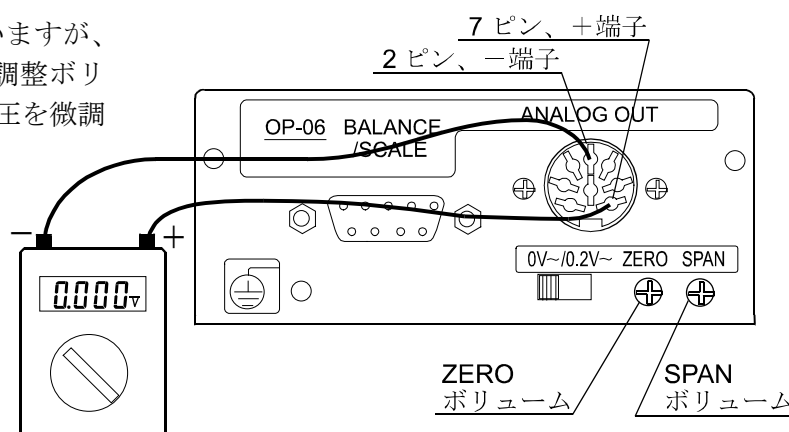 いますが、
調整ボリ
圧を微調
7 ピン、＋端子
2 ピン、－端子
OP-06 BALANCE
/SCALE
ANALOG OUT
－
＋
0.000V
0V~/0.2V~ ZERO SPAN
ZERO
ボリューム
SPAN
ボリューム